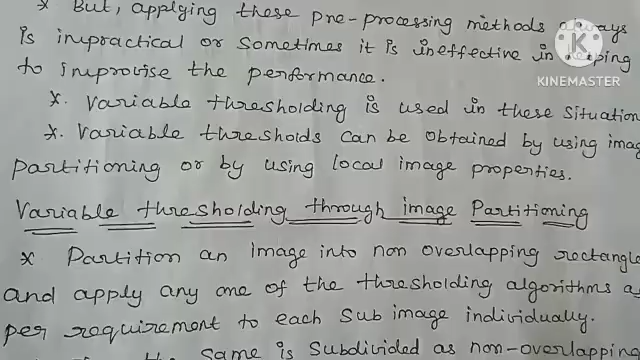 * But, applying these pre-processing methods always
is impractical or sometimes it is ineffective in
to improvise the performance.
KINEMASTER
* Variable thresholding is used in these situation
* Variable thresholds can be obtained by using imag
partitioning or by using local image properties.
Variable thresholding through image Partitioning
* Partition an image into non overlapping rectangle
and apply any one of the thresholding algorithms as
per requirement to each sub image individually.
the same is subdivided as non-overlapping